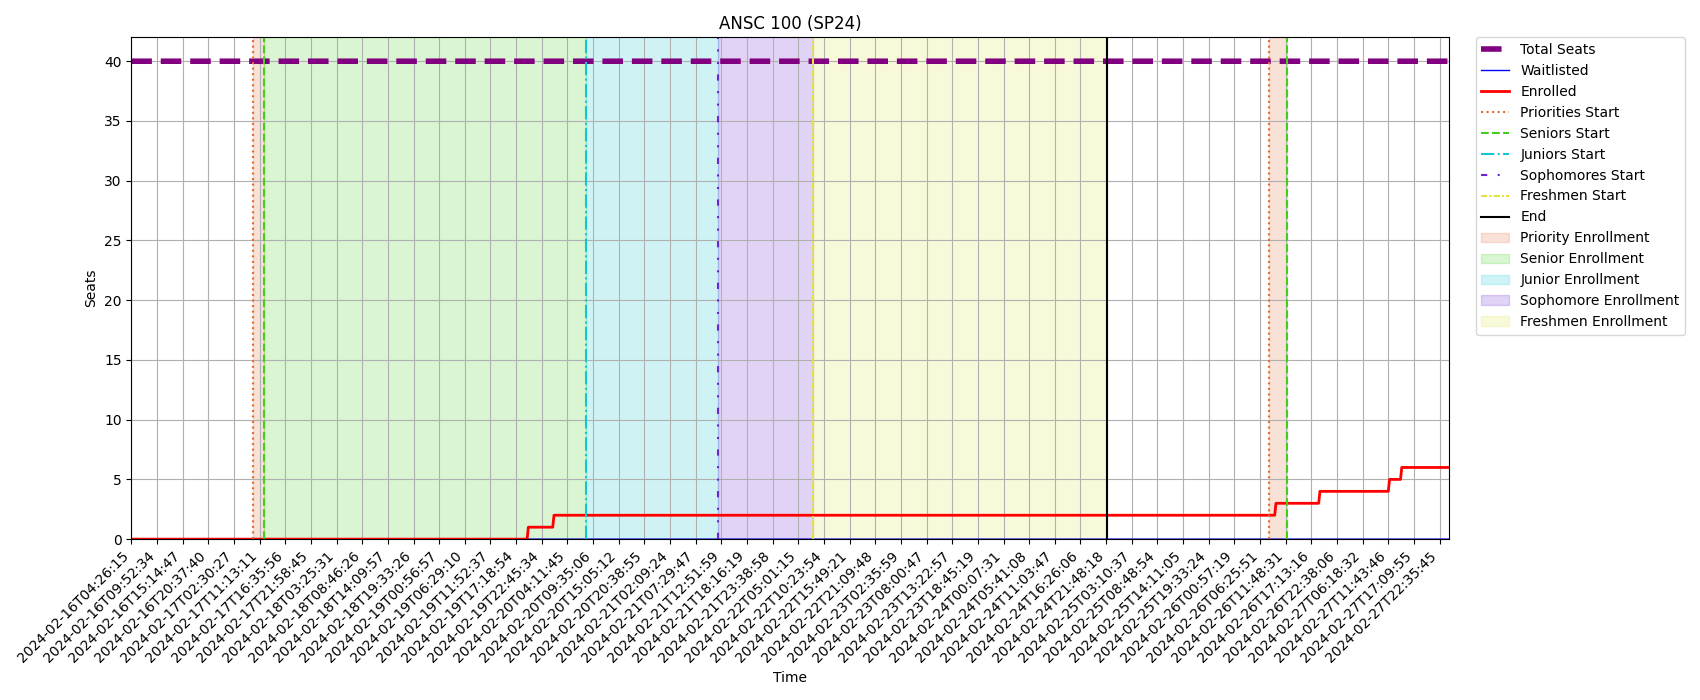 ANSC 100 (SP24)
40
35
30
25
20
15
10
5
0
Seats
2024-02-16T04:26:15
2024-02-16T09:52:34
2024-02-16T15:14:47
2024-02-16T20:37:40
2024-02-17T02:30:27
2024-02-17T11:13:11
2024-02-17T16:35:56
2024-02-17T21:58:45
2024-02-18T03:25:31
2024-02-18T08:46:26
2024-02-18T14:09:57
2024-02-18T19:33:26
2024-02-19T00:56:57
2024-02-19T06:29:10
2024-02-19T11:52:37
2024-02-19T17:18:54
2024-02-19T22:45:34
2024-02-20T04:11:45
2024-02-20T09:35:06
2024-02-20T15:05:12
2024-02-20T20:38:55
2024-02-21T02:09:24
2024-02-21T07:29:47
2024-02-21T12:51:59
2024-02-21T18:16:19
2024-02-21T23:38:58
2024-02-22T05:01:15
2024-02-22T10:23:54
2024-02-22T15:49:21
2024-02-22T21:09:48
2024-02-23T02:35:59
2024-02-23T08:00:47
2024-02-23T13:22:57
2024-02-23T18:45:19
2024-02-24T00:07:31
2024-02-24T05:41:08
2024-02-24T11:03:47
2024-02-24T16:26:06
2024-02-24T21:48:18
2024-02-25T03:10:37
2024-02-25T08:48:54
2024-02-25T14:11:05
2024-02-25T19:33:24
2024-02-26T00:57:19
2024-02-26T06:25:51
2024-02-26T11:48:31
2024-02-26T17:13:16
2024-02-26T22:38:06
2024-02-27T06:18:32
2024-02-27T11:43:46
2024-02-27T17:09:55
2024-02-27T22:35:45
Time
Total Seats
Waitlisted
Enrolled
Priorities Start
Seniors Start
Juniors Start
Sophomores Start
Freshmen Start
End
Priority Enrollment
Senior Enrollment
Junior Enrollment
Sophomore Enrollment
Freshmen Enrollment